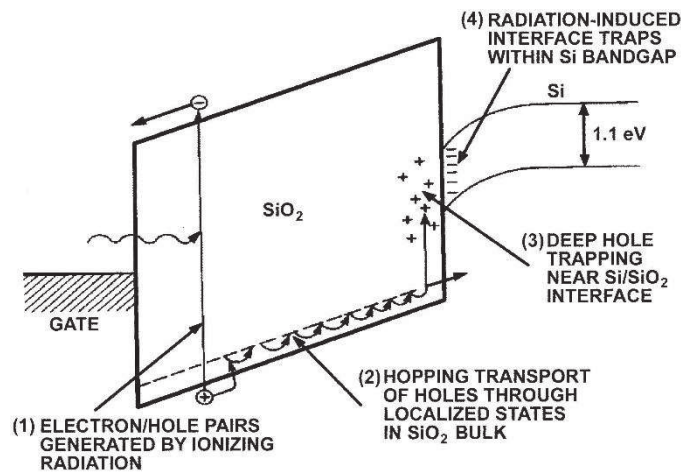 (4) RADIATION-INDUCED
INTERFACE TRAPS
WITHIN Si BANDGAP
Si
1.1 eV
SiO₂
(3) DEEP HOLE
TRAPPING
NEAR Si/SiO₂
INTERFACE
GATE
(2) HOPPING TRANSPORT
OF HOLES THROUGH
LOCALIZED STATES
IN SiO₂ BULK
(1) ELECTRON/HOLE PAIRS
GENERATED BY IONIZING
RADIATION